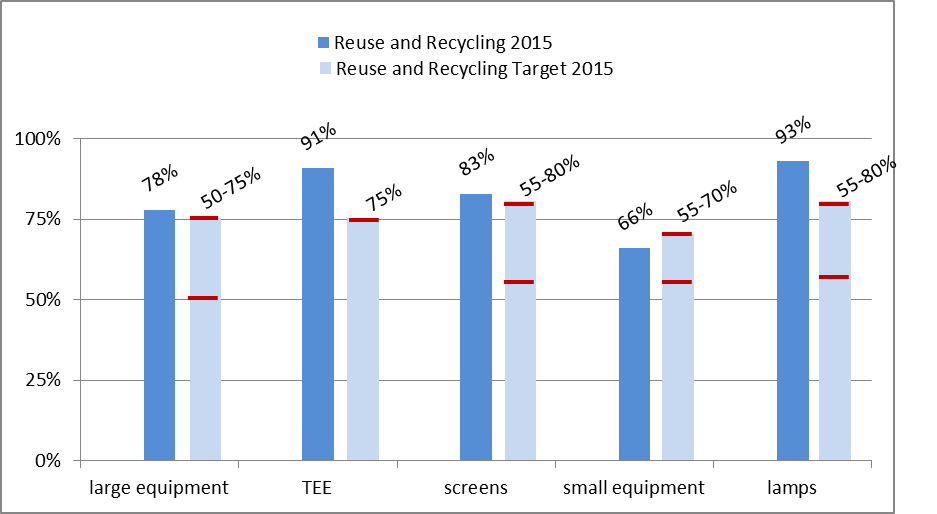 Reuse and Recycling 2015
Reuse and Recycling Target 2015
100%
75%
50%
25%
0%
78%
50-75%
91%
75%
83%
55-80%
66%
55-70%
93%
55-80%
large equipment
TEE
screens
small equipment
lamps